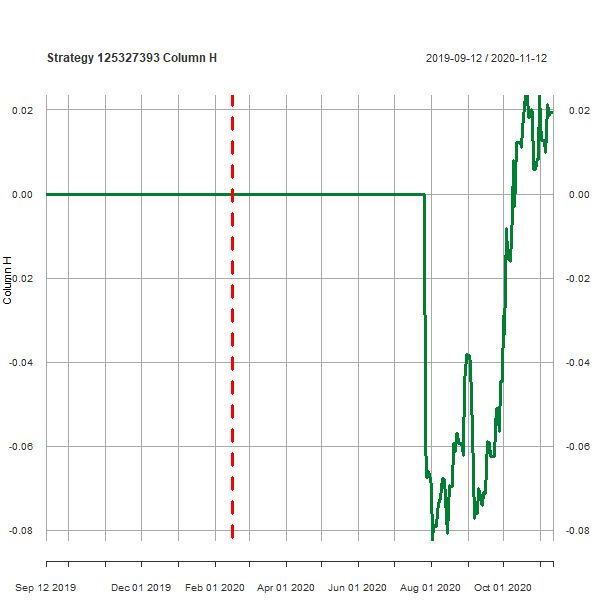 Strategy 125327393 Column H
2019-09-12 / 2020-11-12
0.02
0.00
-0.02
-0.04
-0.06
-0.08
Column H
0.02
0.00
-0.02
-0.04
-0.06
-0.08
Sep 12 2019
Dec 01 2019
Feb 01 2020
Apr 01 2020
Jun 01 2020
Aug 01 2020
Oct 01 2020